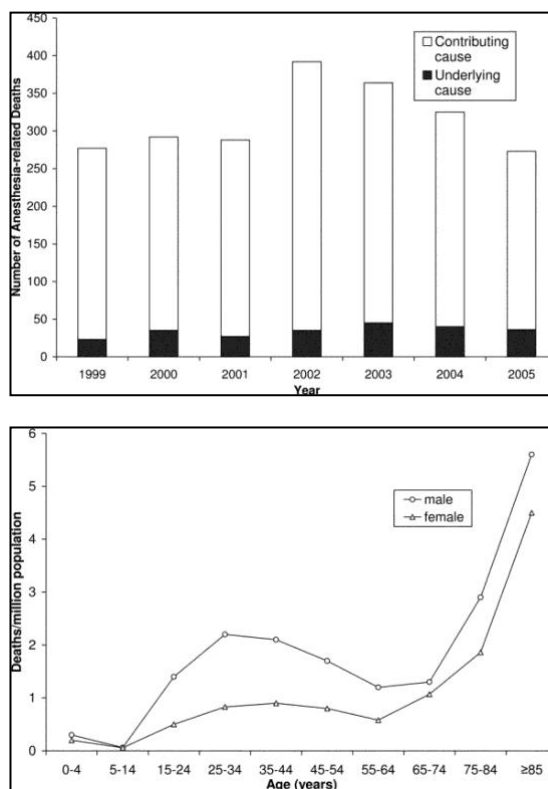 450
400
350
300
250
200
150
100
50
0
Number of Anesthesia-related Deaths
Contributing
cause
Underlying
cause
1999 2000 2001 2002 2003 2004 2005
Year
6
5
4
3
2
1
0
Deaths/million population
male
female
0-4 5-14 15-24 25-34 35-44 45-54 55-64 65-74 75-84 ≥85
Age (years)